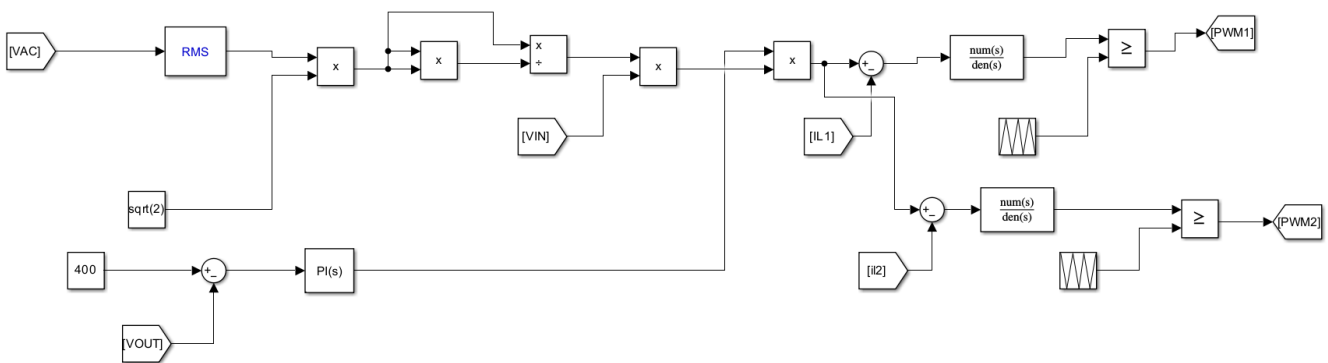 [VAC]
RMS
x
x
x
÷
x
x
+
−
num(s)
den(s)
≥
[PWM1]
[VIN]
[IL1]
sqrt(2)
+
−
num(s)
den(s)
≥
[PWM2]
400
+
−
PI(s)
[il2]
[VOUT]